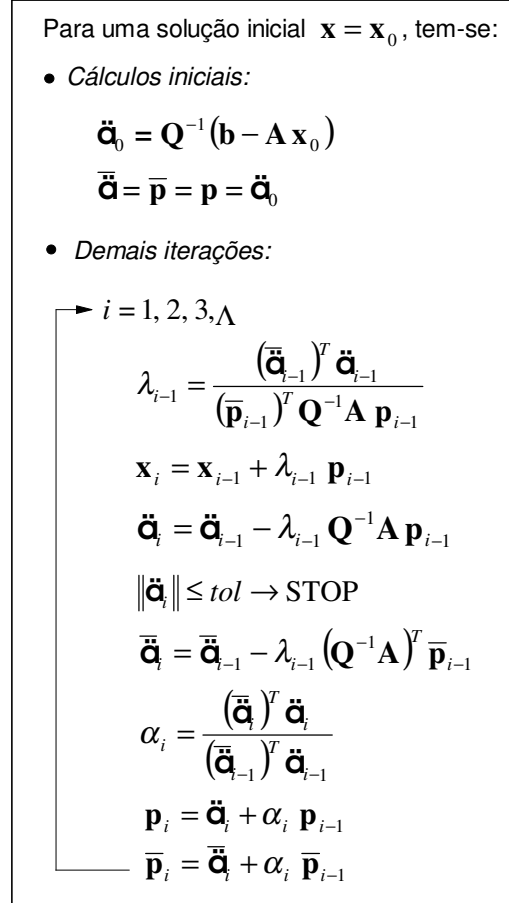 Para uma solução inicial x = x₀, tem-se:
• Cálculos iniciais:
ä₀ = Q⁻¹(b − A x₀)
ä̅ = p̅ = p = ä₀
• Demais iterações:
i = 1, 2, 3,Λ
λᵢ₋₁ = (ä̅ᵢ₋₁)ᵀ äᵢ₋₁ / (p̅ᵢ₋₁)ᵀ Q⁻¹A pᵢ₋₁
xᵢ = xᵢ₋₁ + λᵢ₋₁ pᵢ₋₁
äᵢ = äᵢ₋₁ − λᵢ₋₁ Q⁻¹A pᵢ₋₁
‖äᵢ‖ ≤ tol → STOP
ä̅ᵢ = ä̅ᵢ₋₁ − λᵢ₋₁ (Q⁻¹A)ᵀ p̅ᵢ₋₁
αᵢ = (ä̅ᵢ)ᵀ äᵢ / (ä̅ᵢ₋₁)ᵀ äᵢ₋₁
pᵢ = äᵢ + αᵢ pᵢ₋₁
p̅ᵢ = ä̅ᵢ + αᵢ p̅ᵢ₋₁